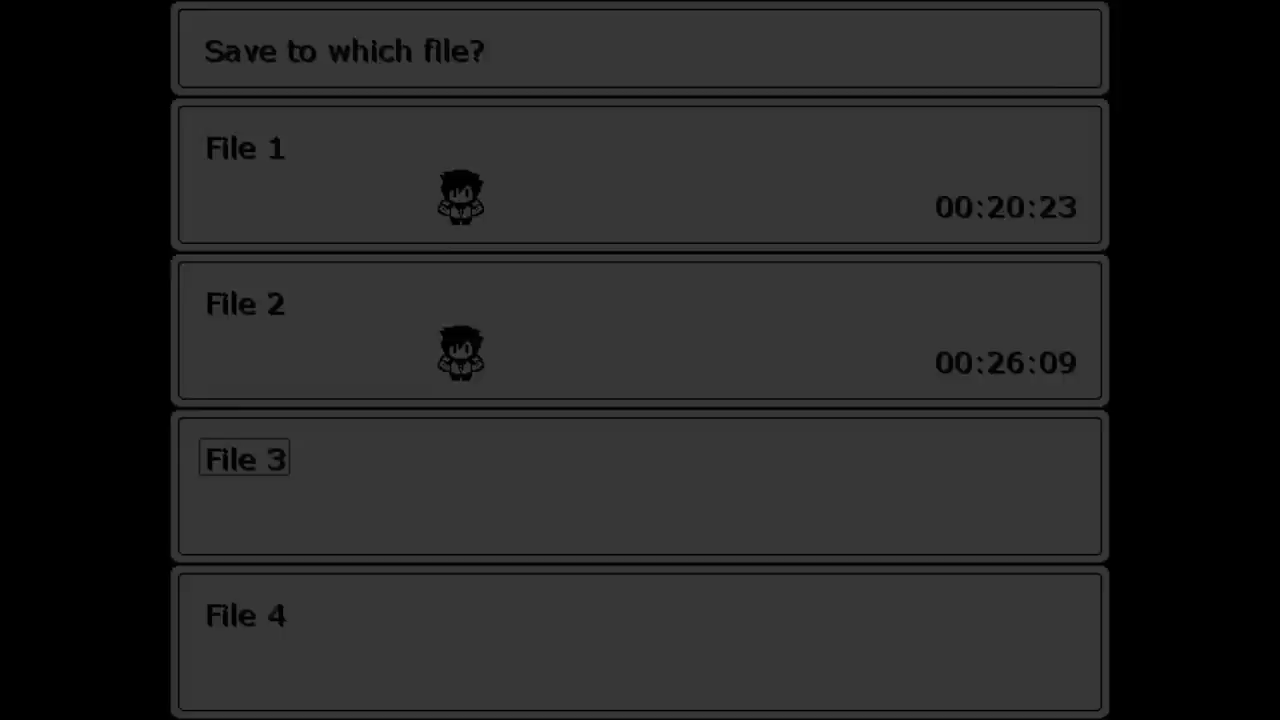 Save to which file?
File 1
00:20:23
File 2
00:26:09
File 3
File 4